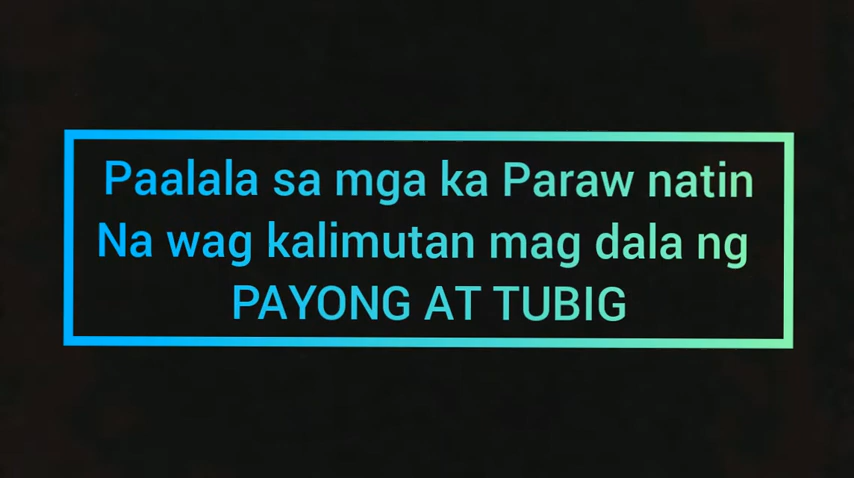 Paalala sa mga ka Paraw natin
Na wag kalimutan mag dala ng
PAYONG AT TUBIG